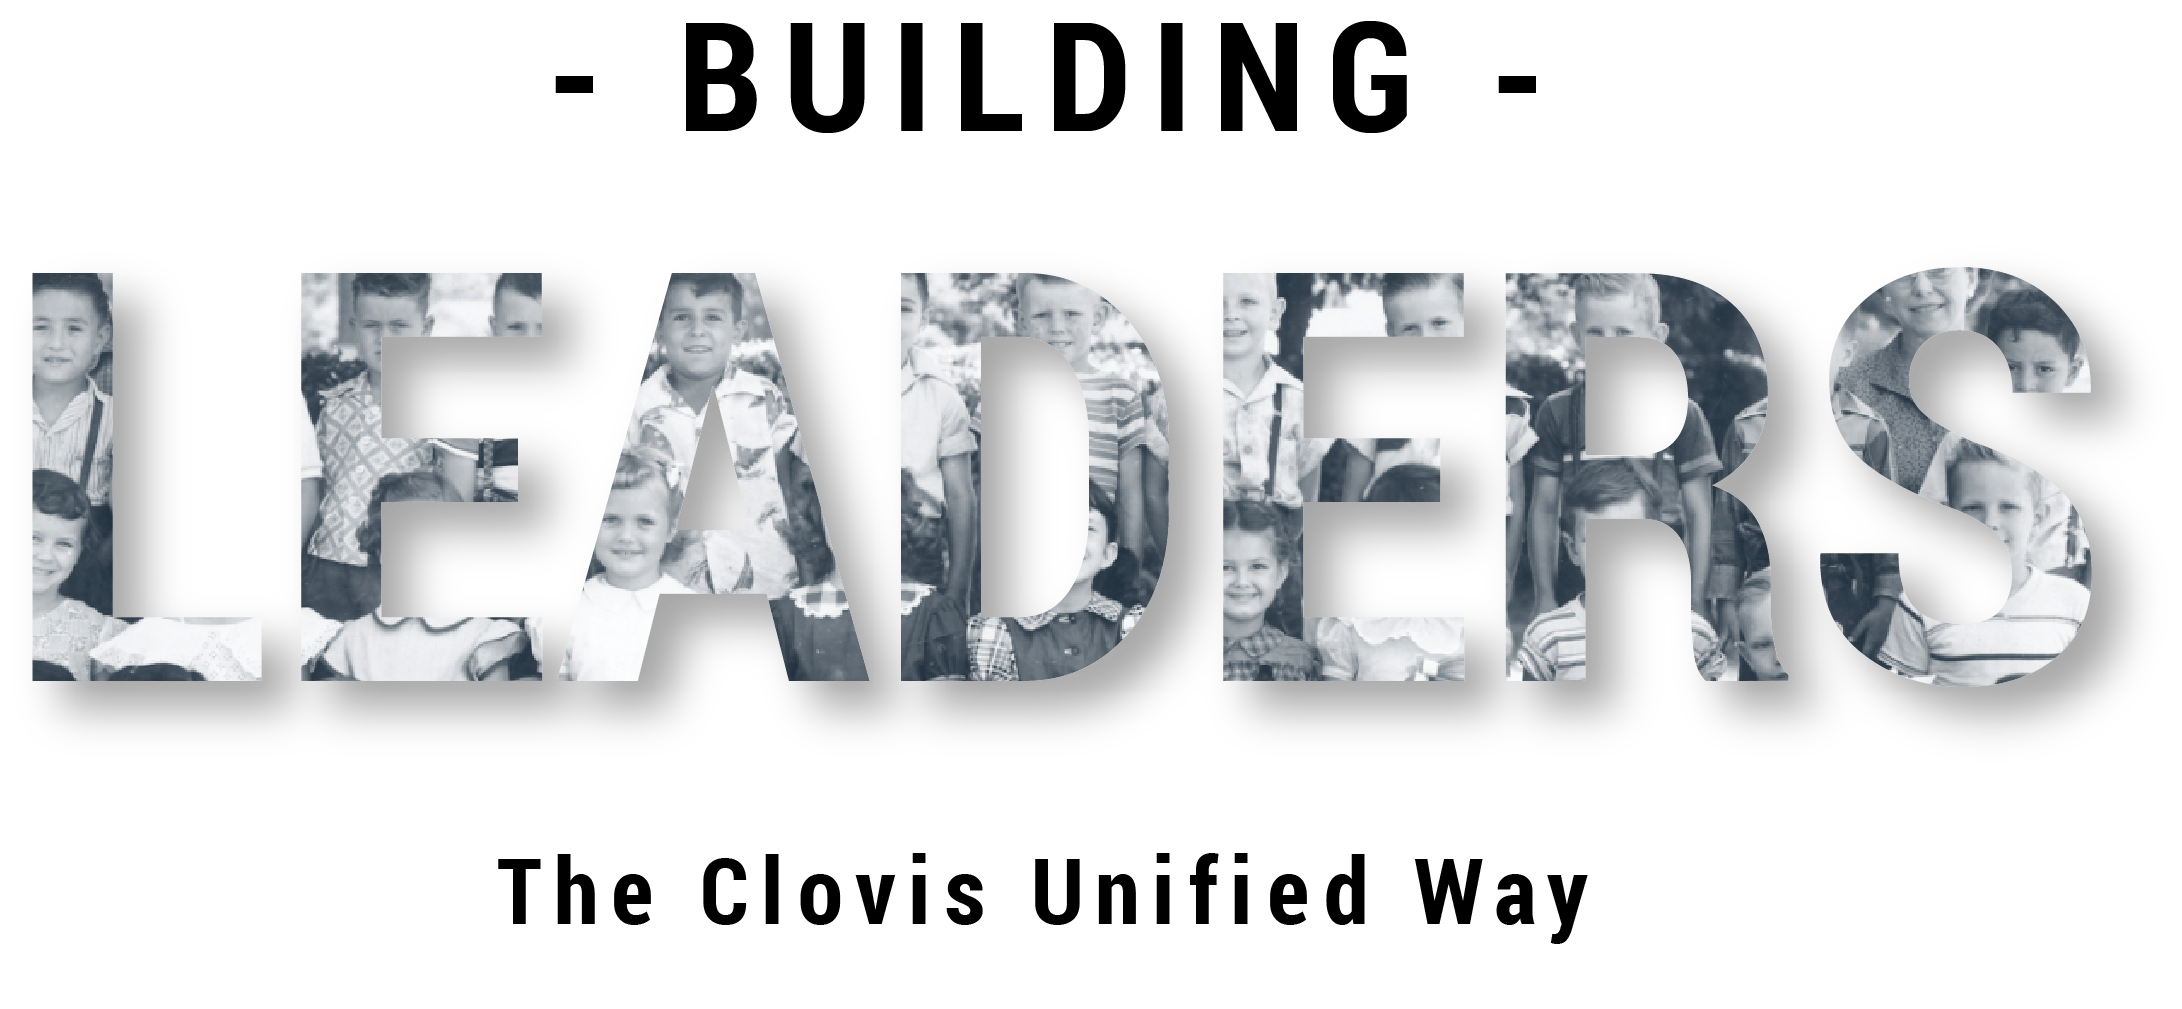 - BUILDING -
LEADERS
The Clovis Unified Way